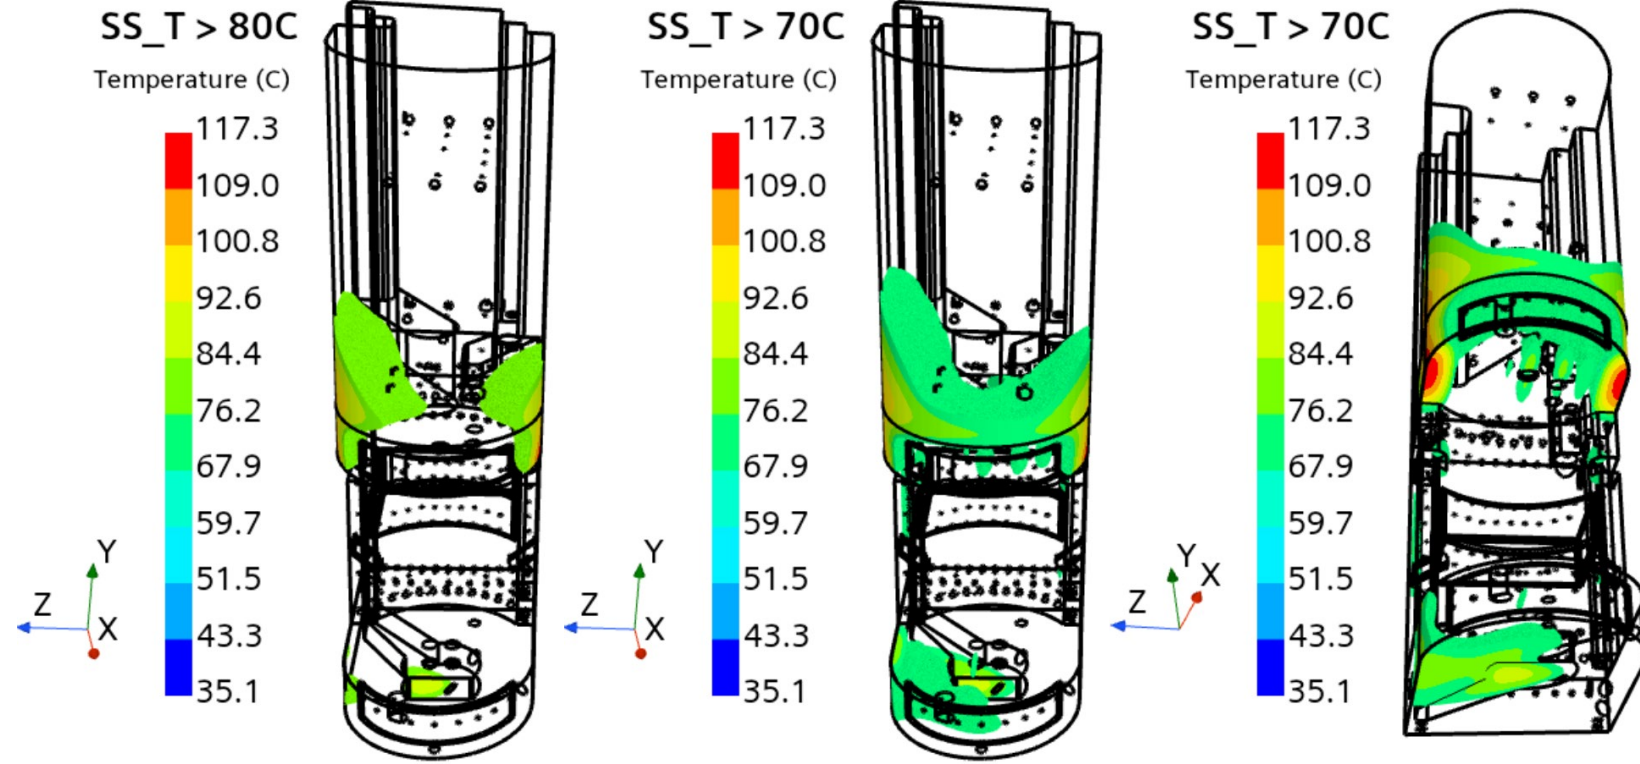 SS_T > 80C
Temperature (C)
117.3
109.0
100.8
92.6
84.4
76.2
67.9
59.7
51.5
43.3
35.1
Y
Z
X
SS_T > 70C
Temperature (C)
117.3
109.0
100.8
92.6
84.4
76.2
67.9
59.7
51.5
43.3
35.1
Y
Z
X
SS_T > 70C
Temperature (C)
117.3
109.0
100.8
92.6
84.4
76.2
67.9
59.7
51.5
43.3
35.1
Y
X
Z